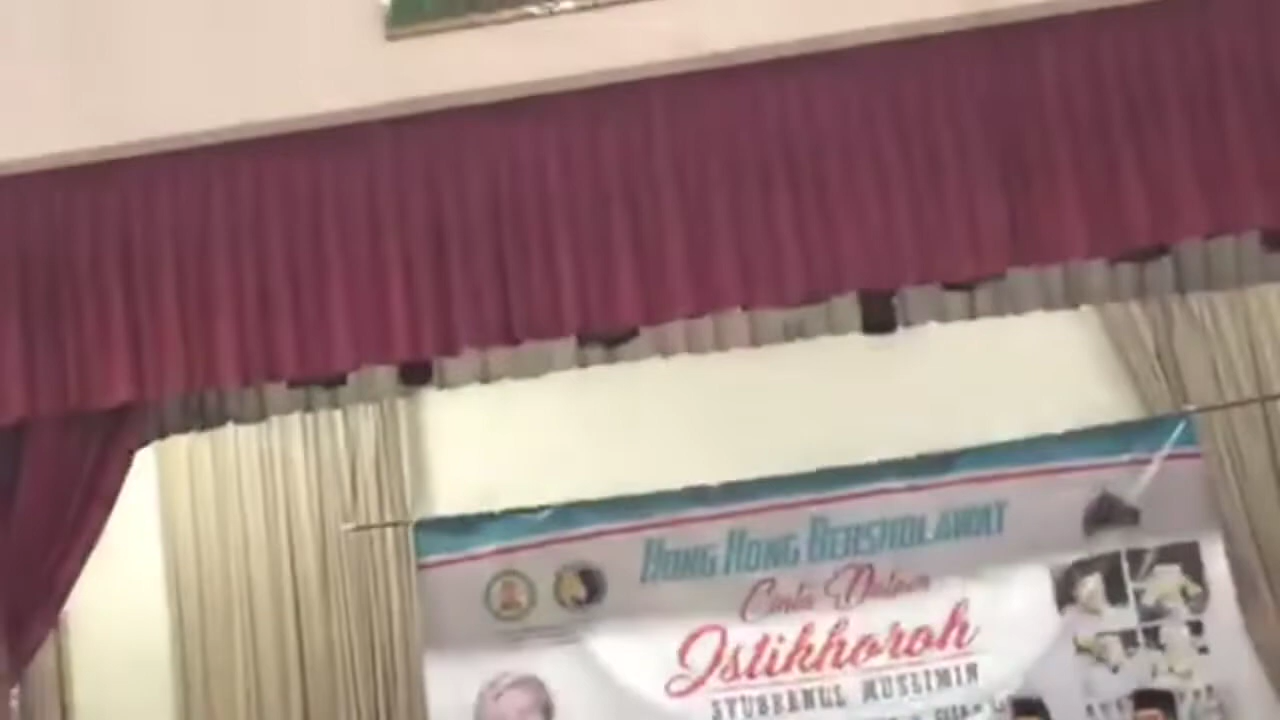 Hong Kong Bersholawat
Cinta Dalam
Istikhoroh
SYUBBANUL MUSLIMIN